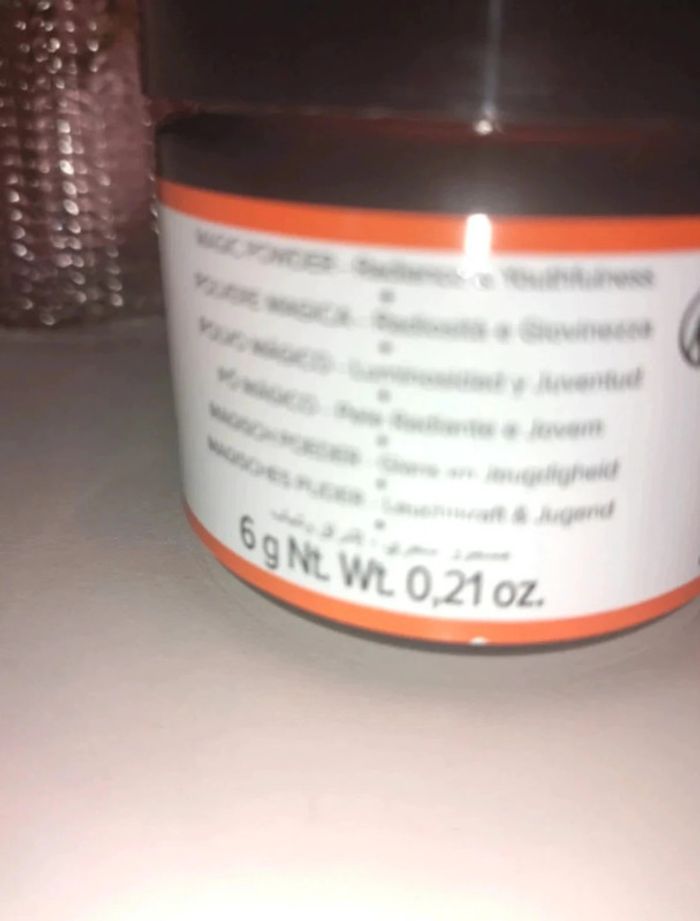 MAGIC POWDER - Radiance & Youthfulness
POLVERE MAGICA - Radiosità e Giovinezza
POLVO MÁGICO - Luminosidad y Juventud
PÓ MÁGICO - Pele Radiante e Jovem
MAGISCH POEDER - Glans en Jeugdigheid
MAGISCHES PUDER - Leuchtkraft & Jugend
6 g Nt. Wt. 0,21 oz.